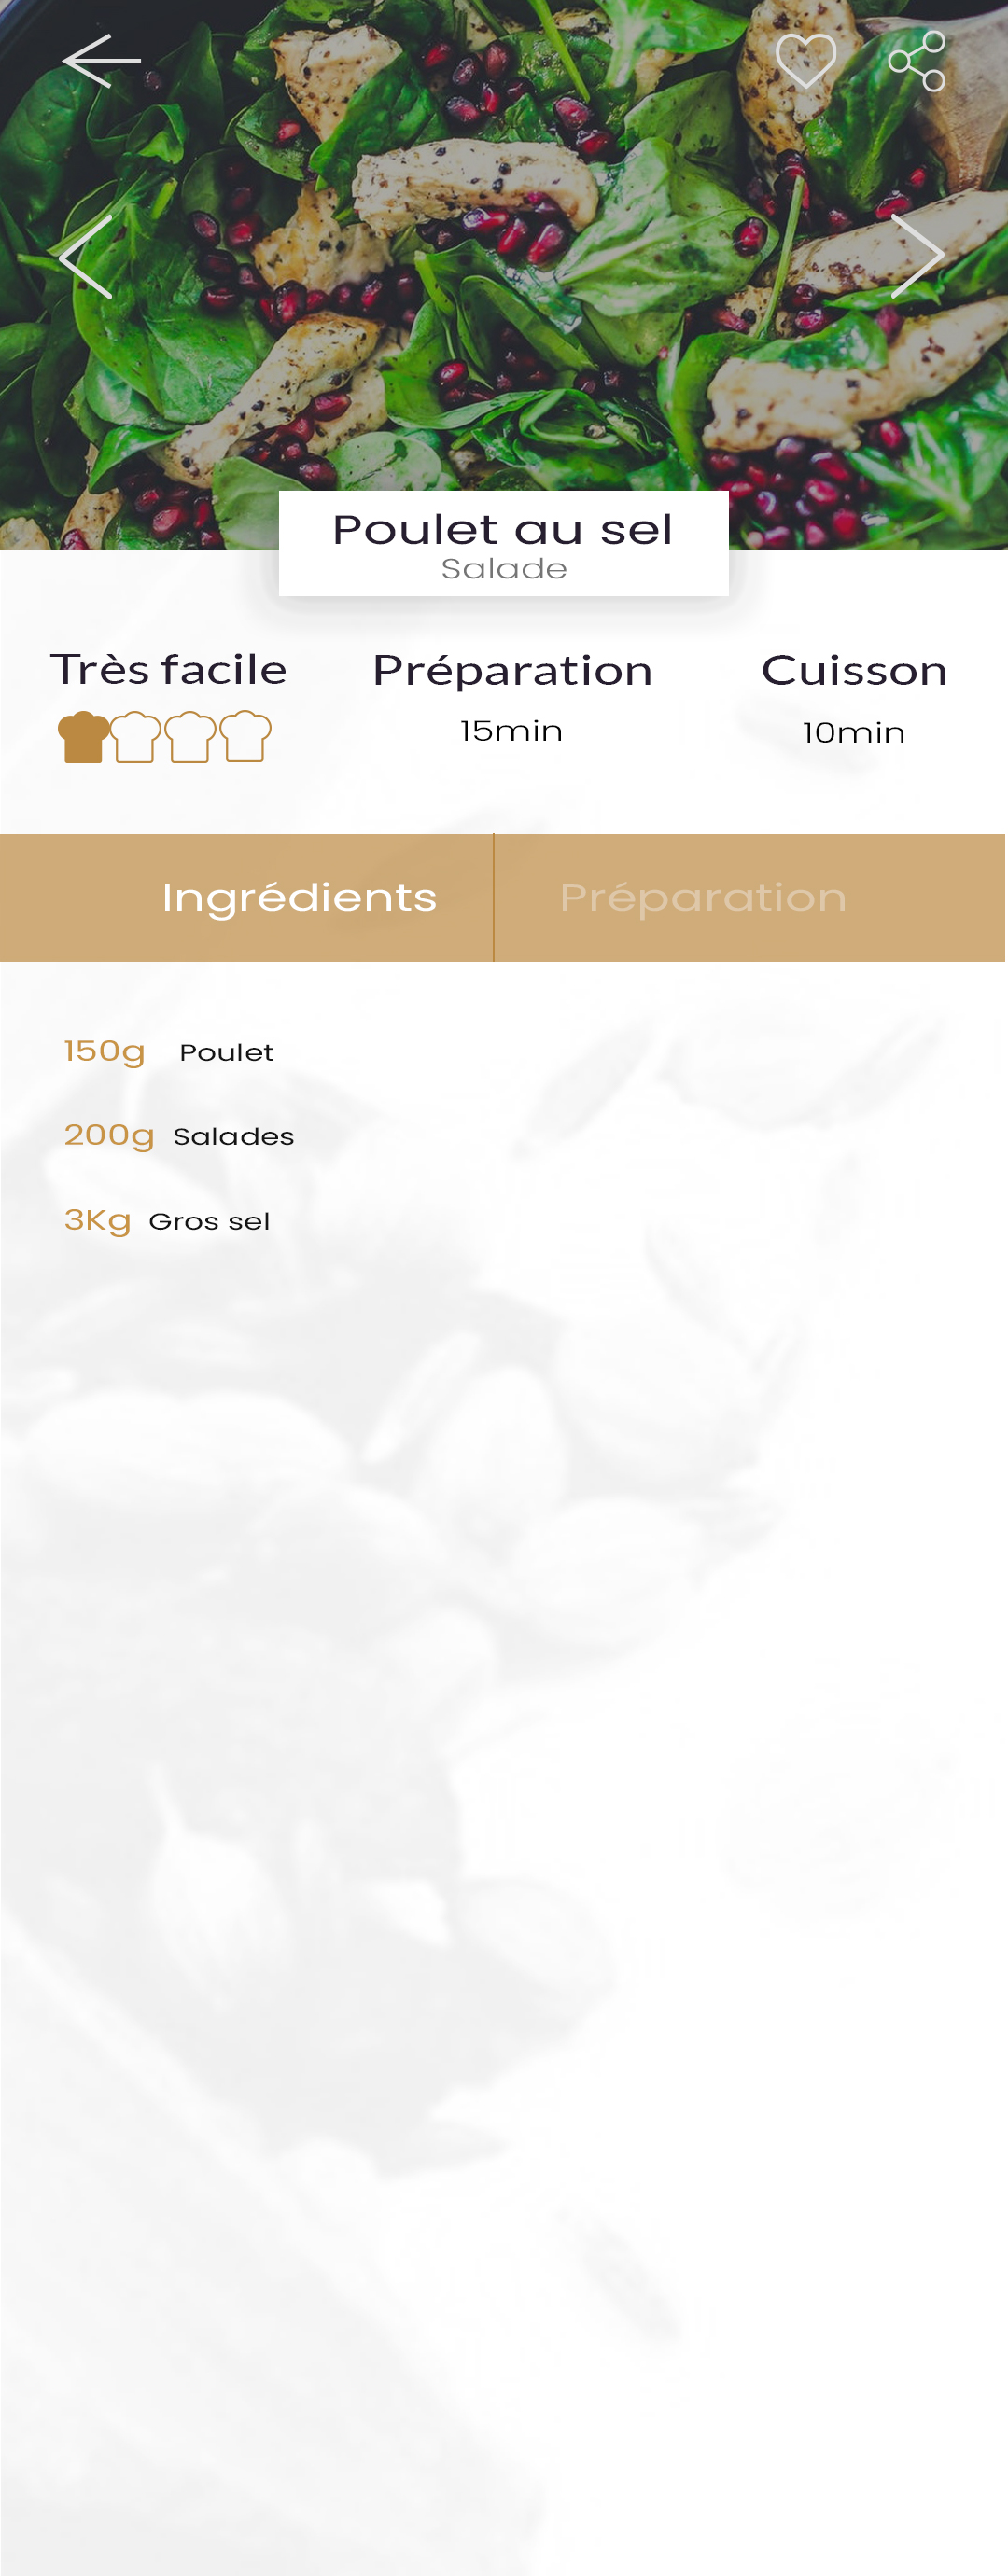 Poulet au sel
Salade
Très facile
Préparation
15min
Cuisson
10min
Ingrédients
Préparation
150g Poulet
200g Salades
3Kg Gros sel